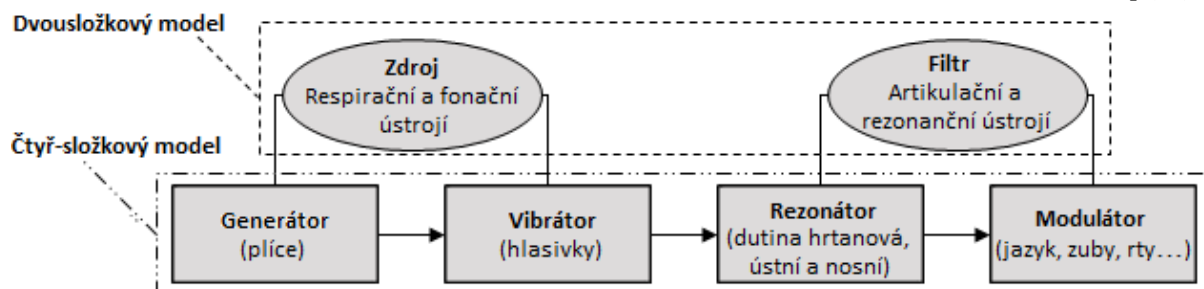 Dvousložkový model
Zdroj
Respirační a fonační
ústrojí
Filtr
Artikulační a
rezonanční ústrojí
Čtyř-složkový model
Generátor
(plíce)
Vibrátor
(hlasivky)
Rezonátor
(dutina hrtanová,
ústní a nosní)
Modulátor
(jazyk, zuby, rty…)